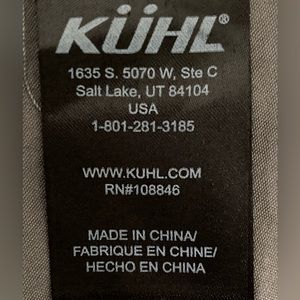 KÜHL®
1635 S. 5070 W, Ste C
Salt Lake, UT 84104
USA
1-801-281-3185
WWW.KUHL.COM
RN#108846
MADE IN CHINA/
FABRIQUE EN CHINE/
HECHO EN CHINA